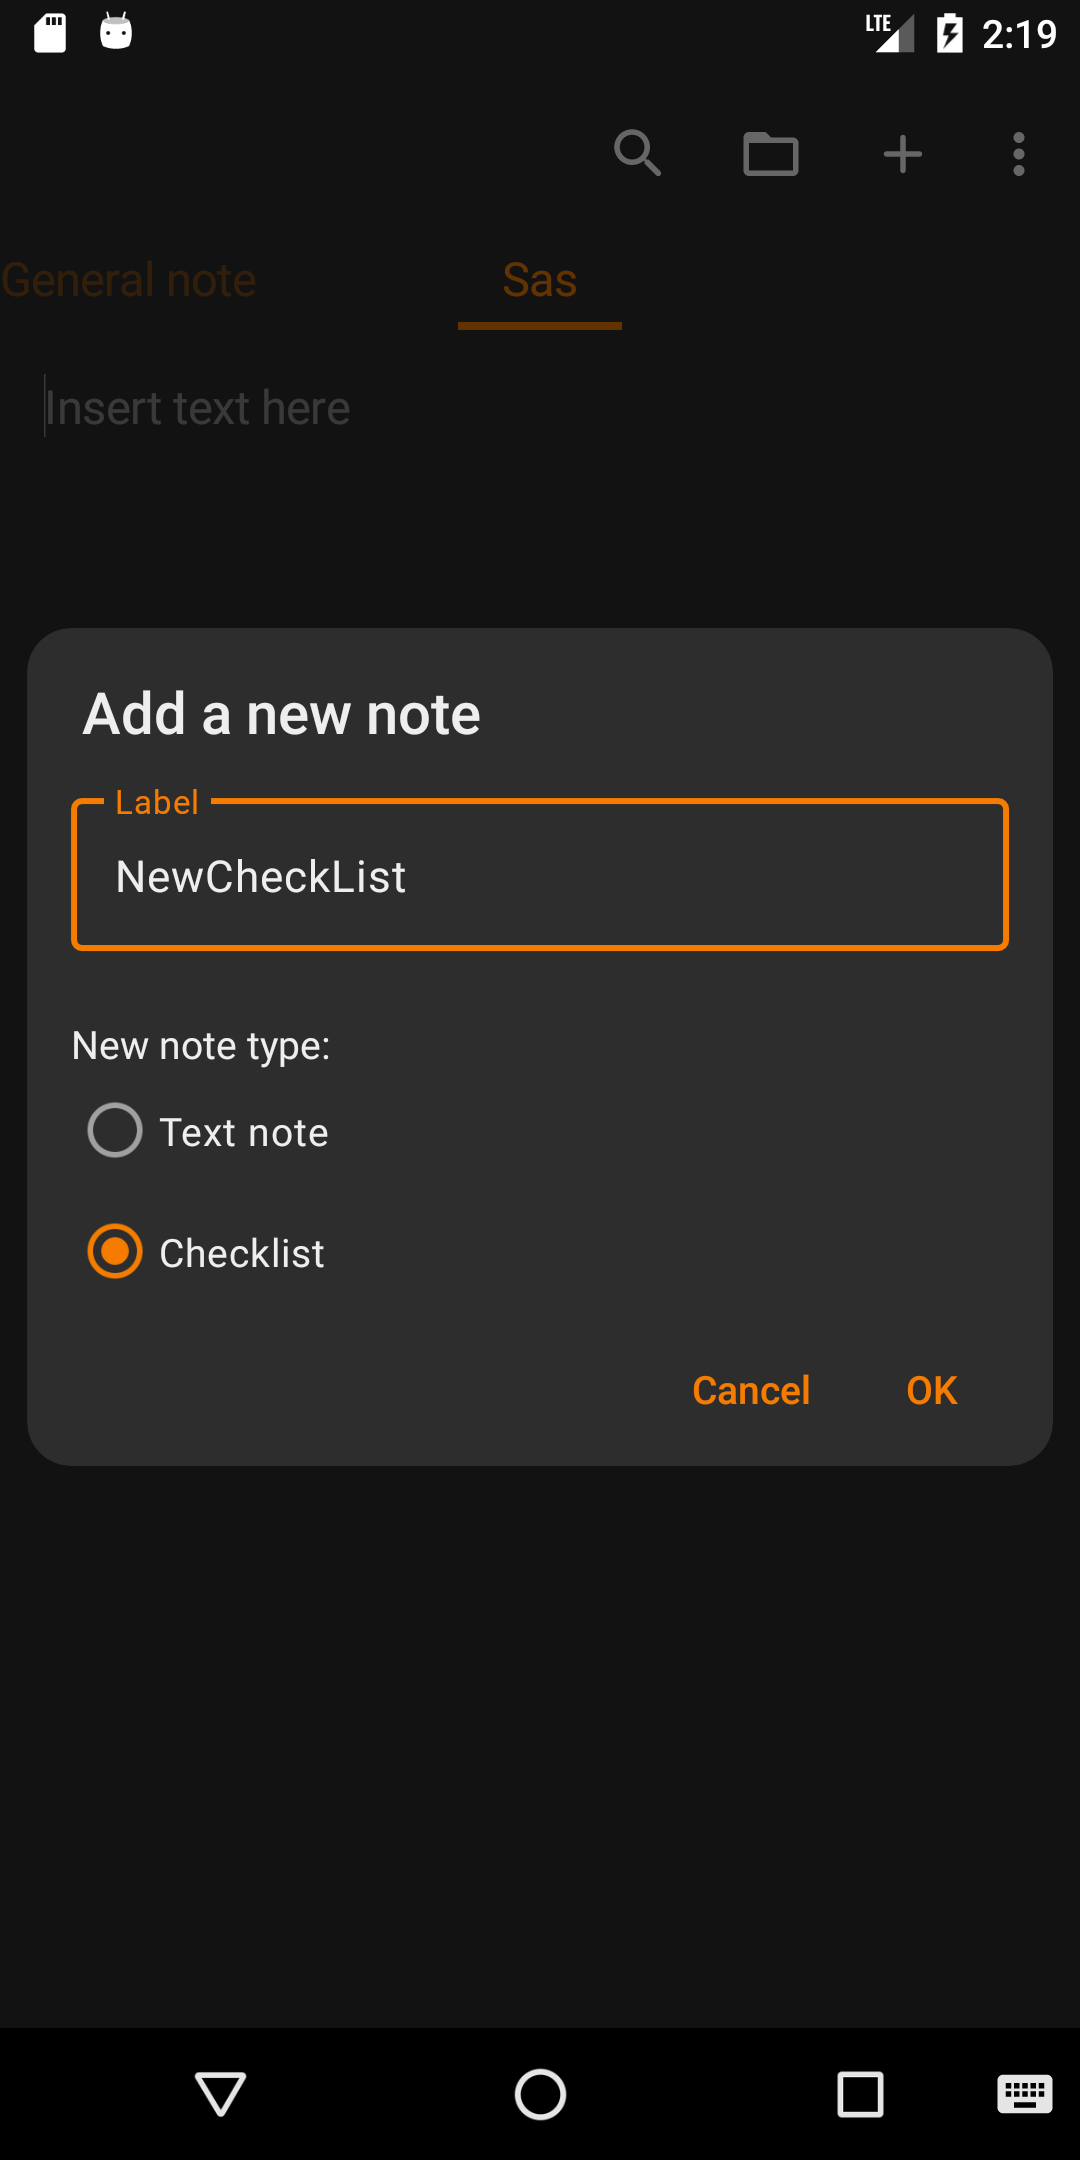 LTE 2:19
General note Sas
Insert text here
Add a new note
Label
NewCheckList
New note type:
Text note
Checklist
Cancel OK